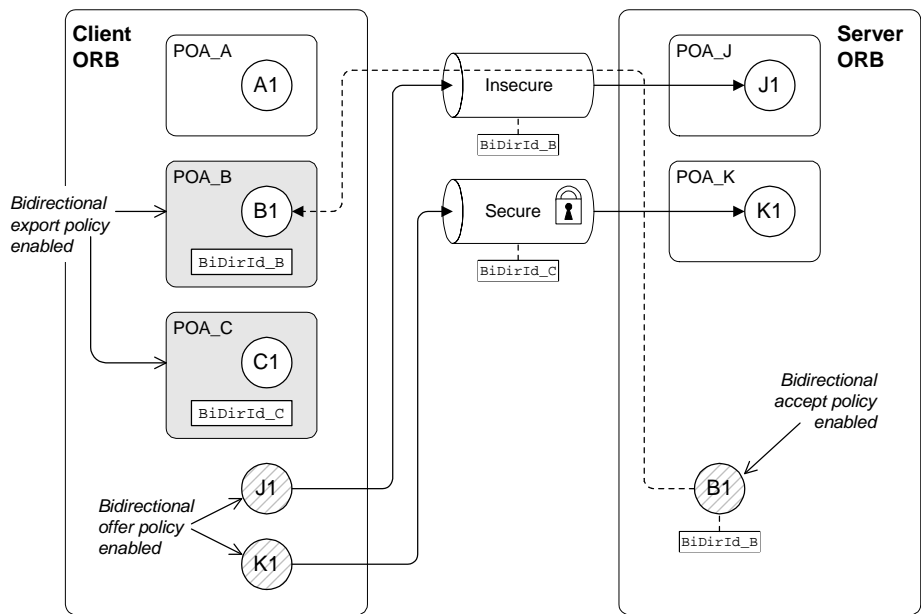 Client
ORB
POA_A
A1
POA_B
B1
BiDirId_B
Bidirectional
export policy
enabled
POA_C
C1
BiDirId_C
J1
Bidirectional
offer policy
enabled
K1
Insecure
BiDirId_B
Secure
BiDirId_C
Server
ORB
POA_J
J1
POA_K
K1
Bidirectional
accept policy
enabled
B1
BiDirId_B